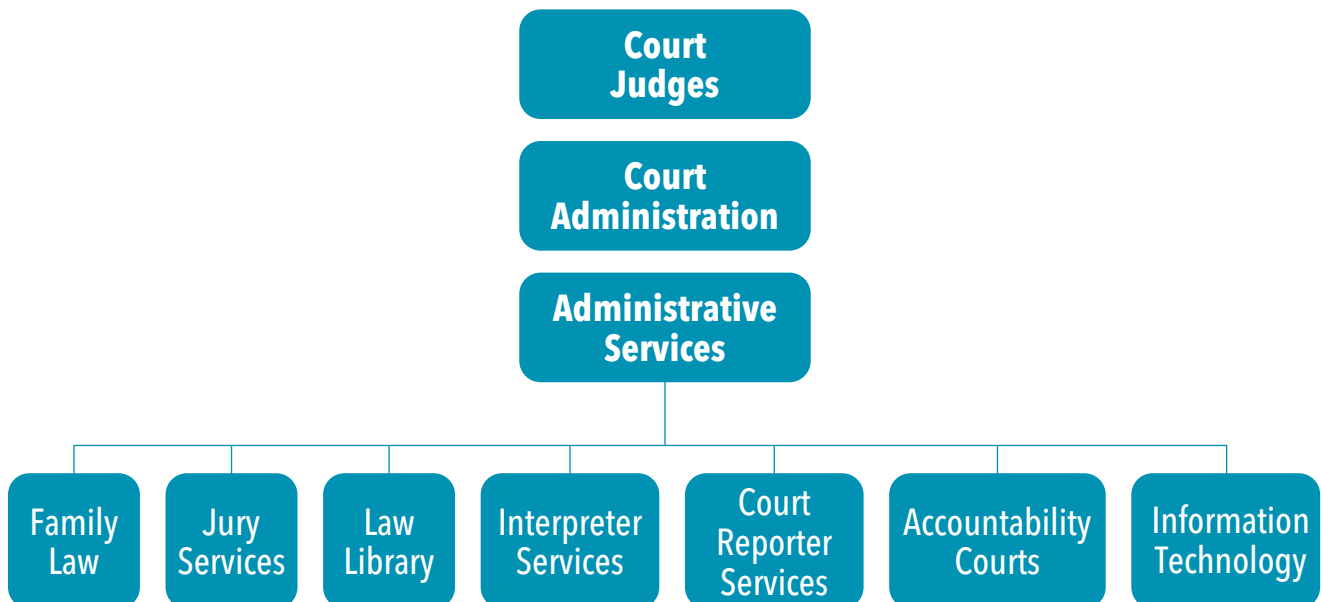 Court
Judges
Court
Administration
Administrative
Services
Family
Law
Jury
Services
Law
Library
Interpreter
Services
Court
Reporter
Services
Accountability
Courts
Information
Technology